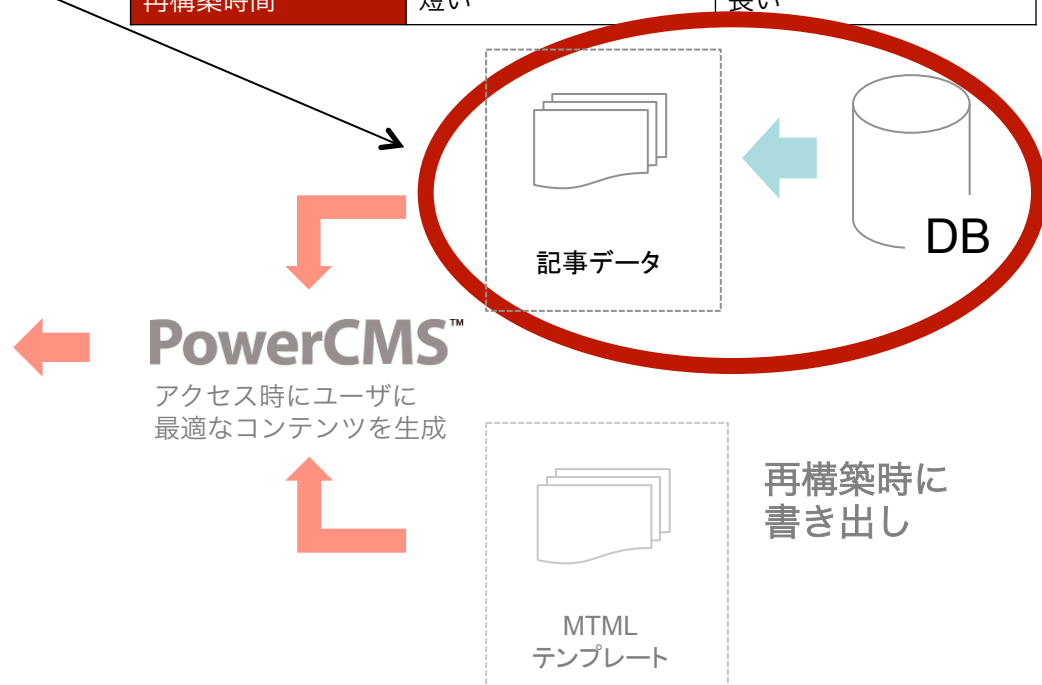 再構築時間 短い 長い
DB
記事データ
PowerCMS™
アクセス時にユーザに
最適なコンテンツを生成
再構築時に
書き出し
MTML
テンプレート